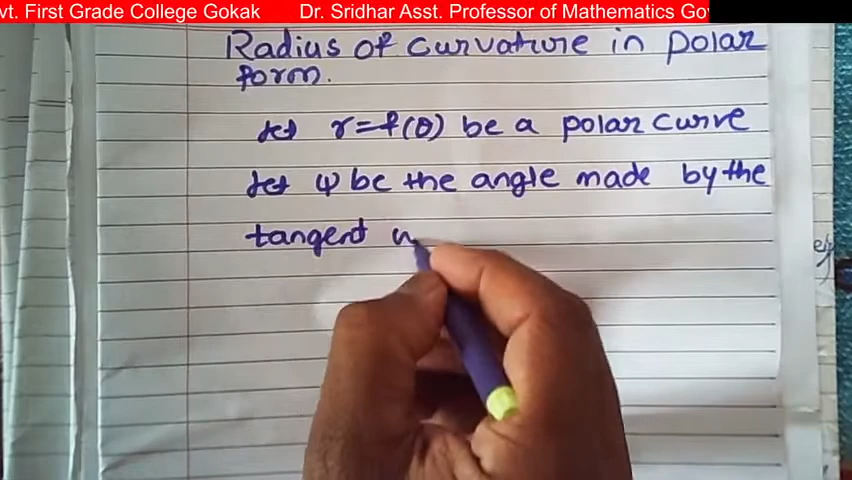 vt. First Grade College Gokak Dr. Sridhar Asst. Professor of Mathematics Gov
Radius of curvature in polar
form.
let r=f(θ) be a polar curve
let ψ be the angle made by the
tangent